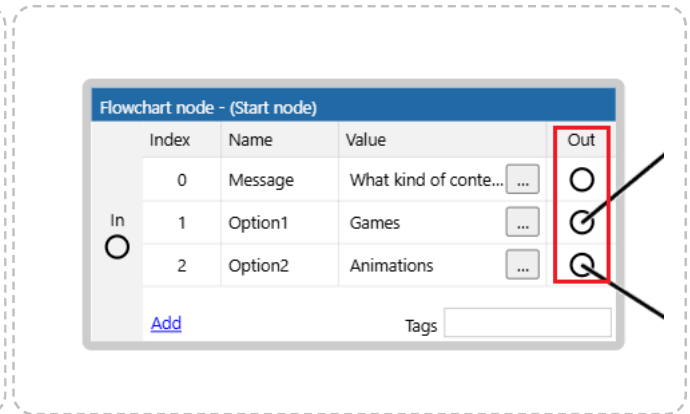 Flowchart node - (Start node)
Index Name Value Out
0 Message What kind of conte... ...
In
1 Option1 Games ...
2 Option2 Animations ...
Add Tags